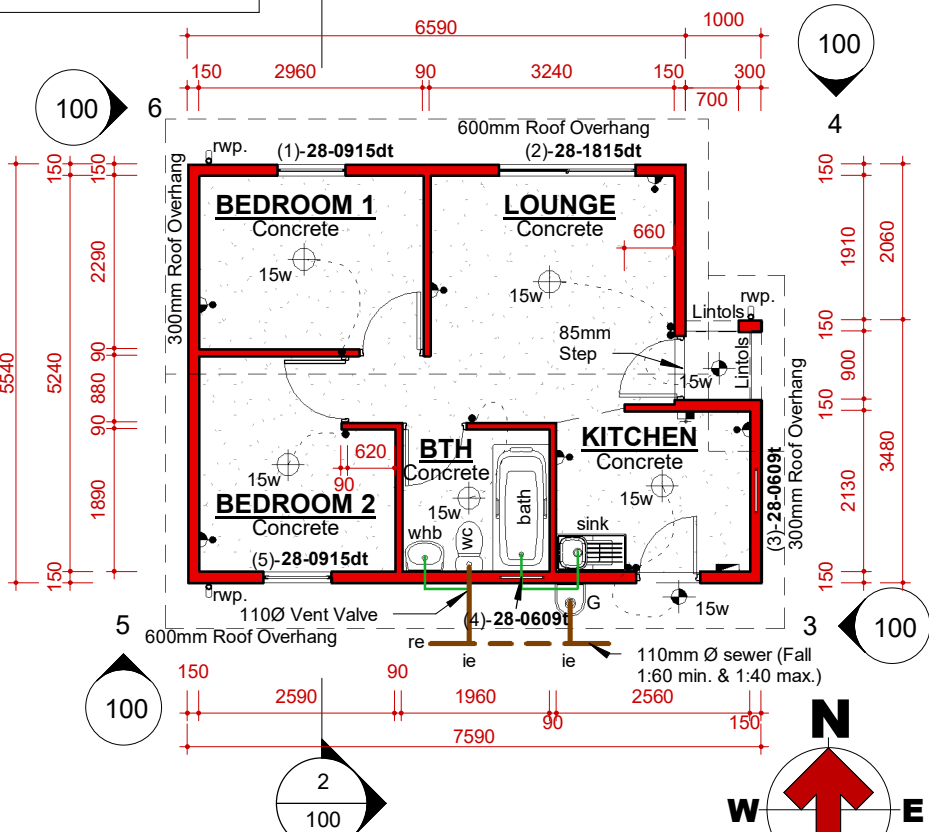 6590
1000
150
2960
90
3240
150
300
700
100
100
6
4
600mm Roof Overhang
rwp.
(1)-28-0915dt
(2)-28-1815dt
300mm Roof Overhang
BEDROOM 1
Concrete
LOUNGE
Concrete
660
15w
15w
85mm
Step
Lintols
rwp.
Lintols
15w
5540
5240
150
150
2290
90
880
90
1890
150
150
1910
2060
150
900
150
3480
2130
150
620
90
BTH
Concrete
KITCHEN
Concrete
15w
15w
15w
BEDROOM 2
Concrete
(5)-28-0915dt
whb
wc
bath
sink
(3)-28-0609t
300mm Roof Overhang
rwp.
110Ø Vent Valve
(4)-28-0609t
G
15w
5
600mm Roof Overhang
re
ie
ie
110mm Ø sewer (Fall
1:60 min. & 1:40 max.)
3
100
100
150
2590
90
1960
90
2560
150
7590
2
100
N
W
E